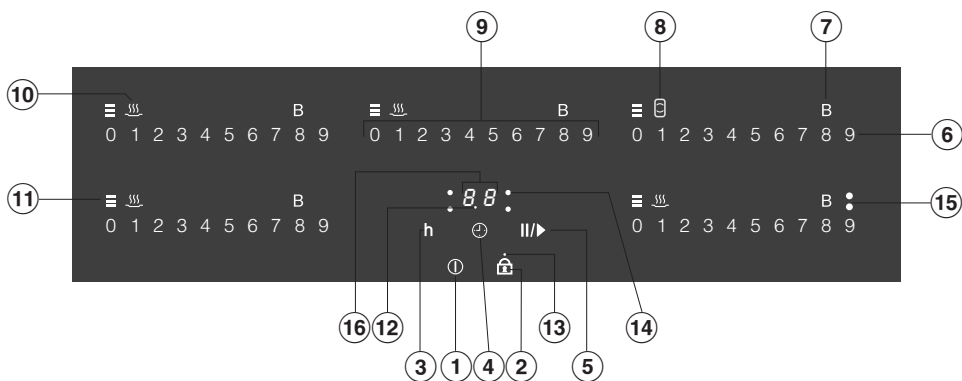 9 8 7
10
B B B
0 1 2 3 4 5 6 7 8 9 0 1 2 3 4 5 6 7 8 9 0 1 2 3 4 5 6 7 8 9 6
11 B 8.8 B 15
0 1 2 3 4 5 6 7 8 9 0 1 2 3 4 5 6 7 8 9
h II/▶
16 12 13 14
3 1 4 2 5